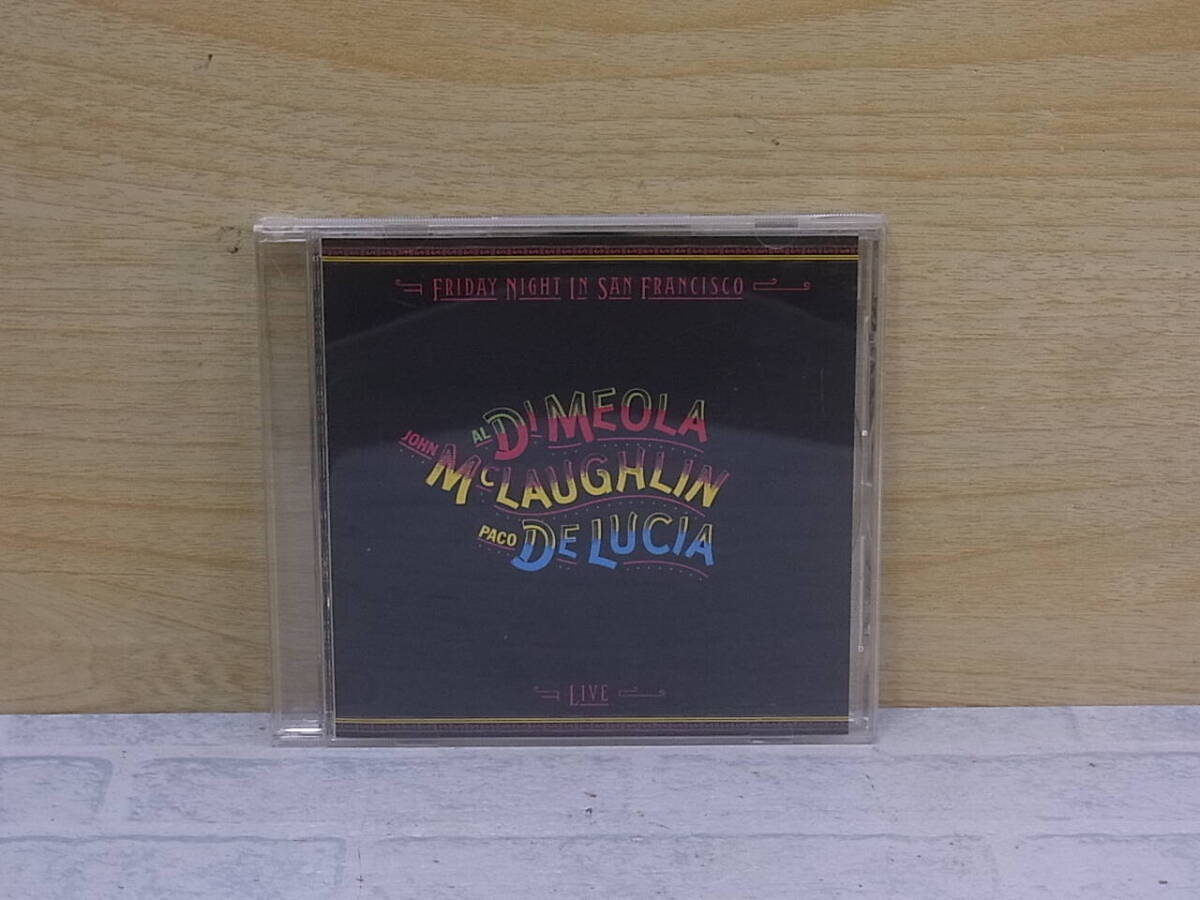 FRIDAY NIGHT IN SAN FRANCISCO
AL DI MEOLA
JOHN McLAUGHLIN
PACO DE LUCIA
LIVE